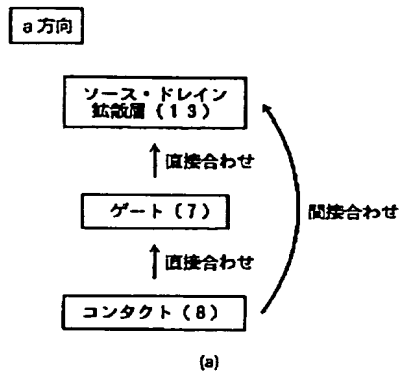 a方向
ソース・ドレイン
拡散層(13)
直接合わせ
ゲート(7)
間接合わせ
直接合わせ
コンタクト(8)
(a)